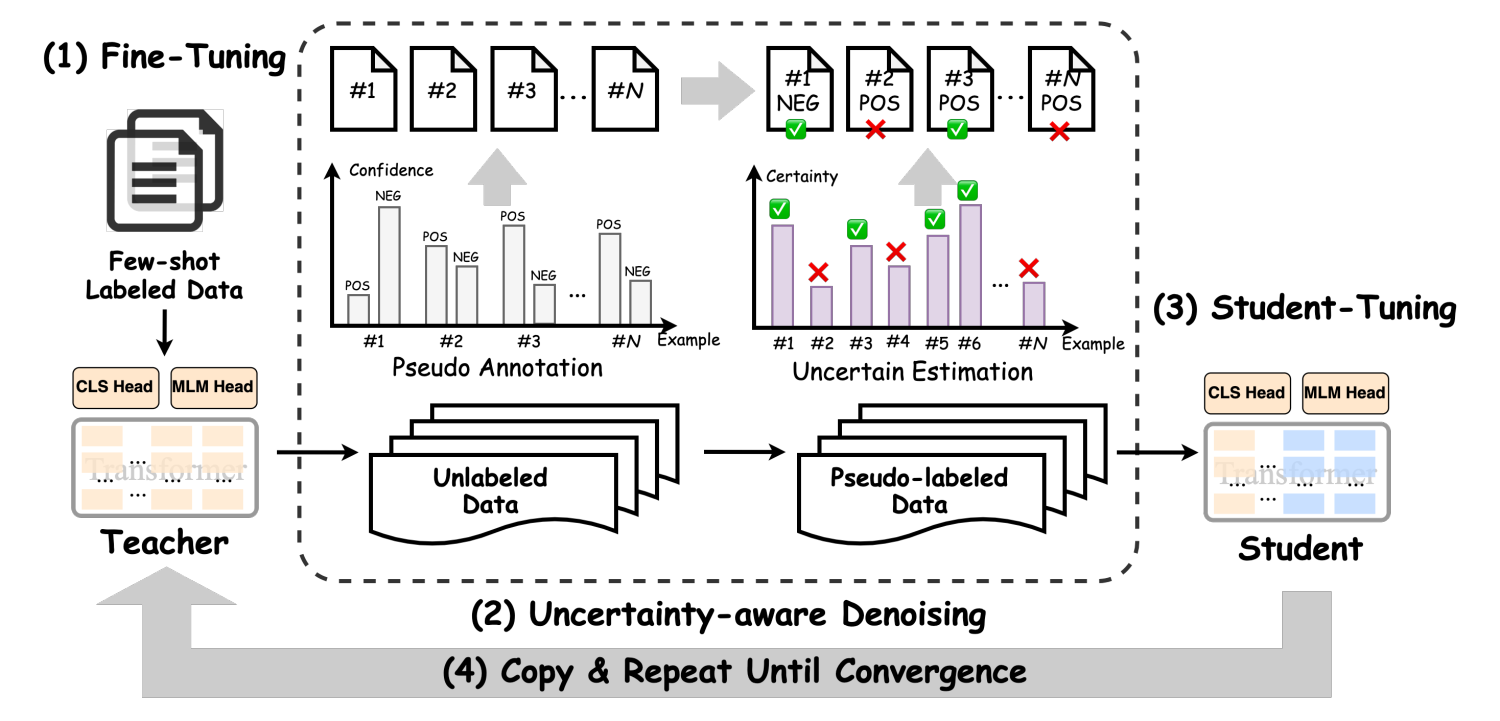 (1) Fine-Tuning
Few-shot
Labeled Data
CLS Head
MLM Head
Transformer
... ... ...
... ...
Teacher
#1
#2
#3
...
#N
#1
NEG
#2
POS
#3
POS
...
#N
POS
Confidence
POS
NEG
POS
NEG
POS
NEG
...
POS
NEG
#1
#2
#3
#N
Example
Pseudo Annotation
Certainty
...
#1
#2
#3
#4
#5
#6
#N
Example
Uncertain Estimation
Unlabeled
Data
Pseudo-labeled
Data
(2) Uncertainty-aware Denoising
(3) Student-Tuning
CLS Head
MLM Head
Transformer
... ... ...
... ...
Student
(4) Copy & Repeat Until Convergence